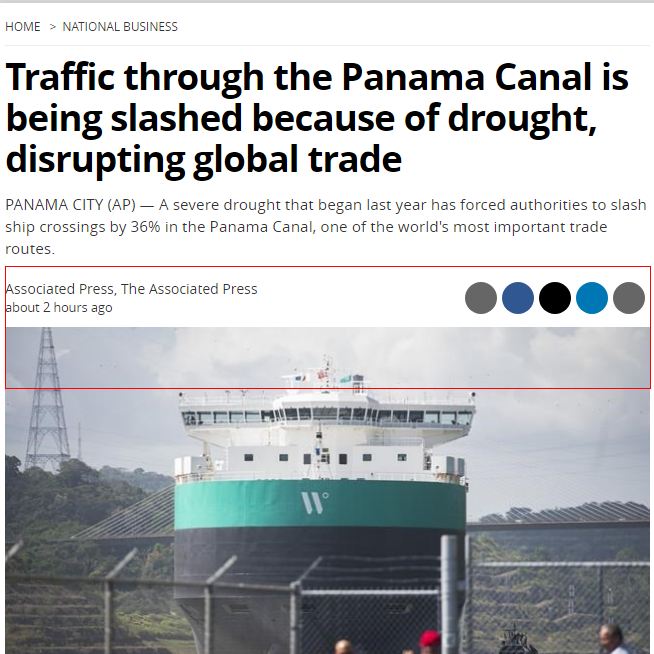 HOME > NATIONAL BUSINESS
Traffic through the Panama Canal is
being slashed because of drought,
disrupting global trade
PANAMA CITY (AP) — A severe drought that began last year has forced authorities to slash
ship crossings by 36% in the Panama Canal, one of the world's most important trade
routes.
Associated Press, The Associated Press
about 2 hours ago
W